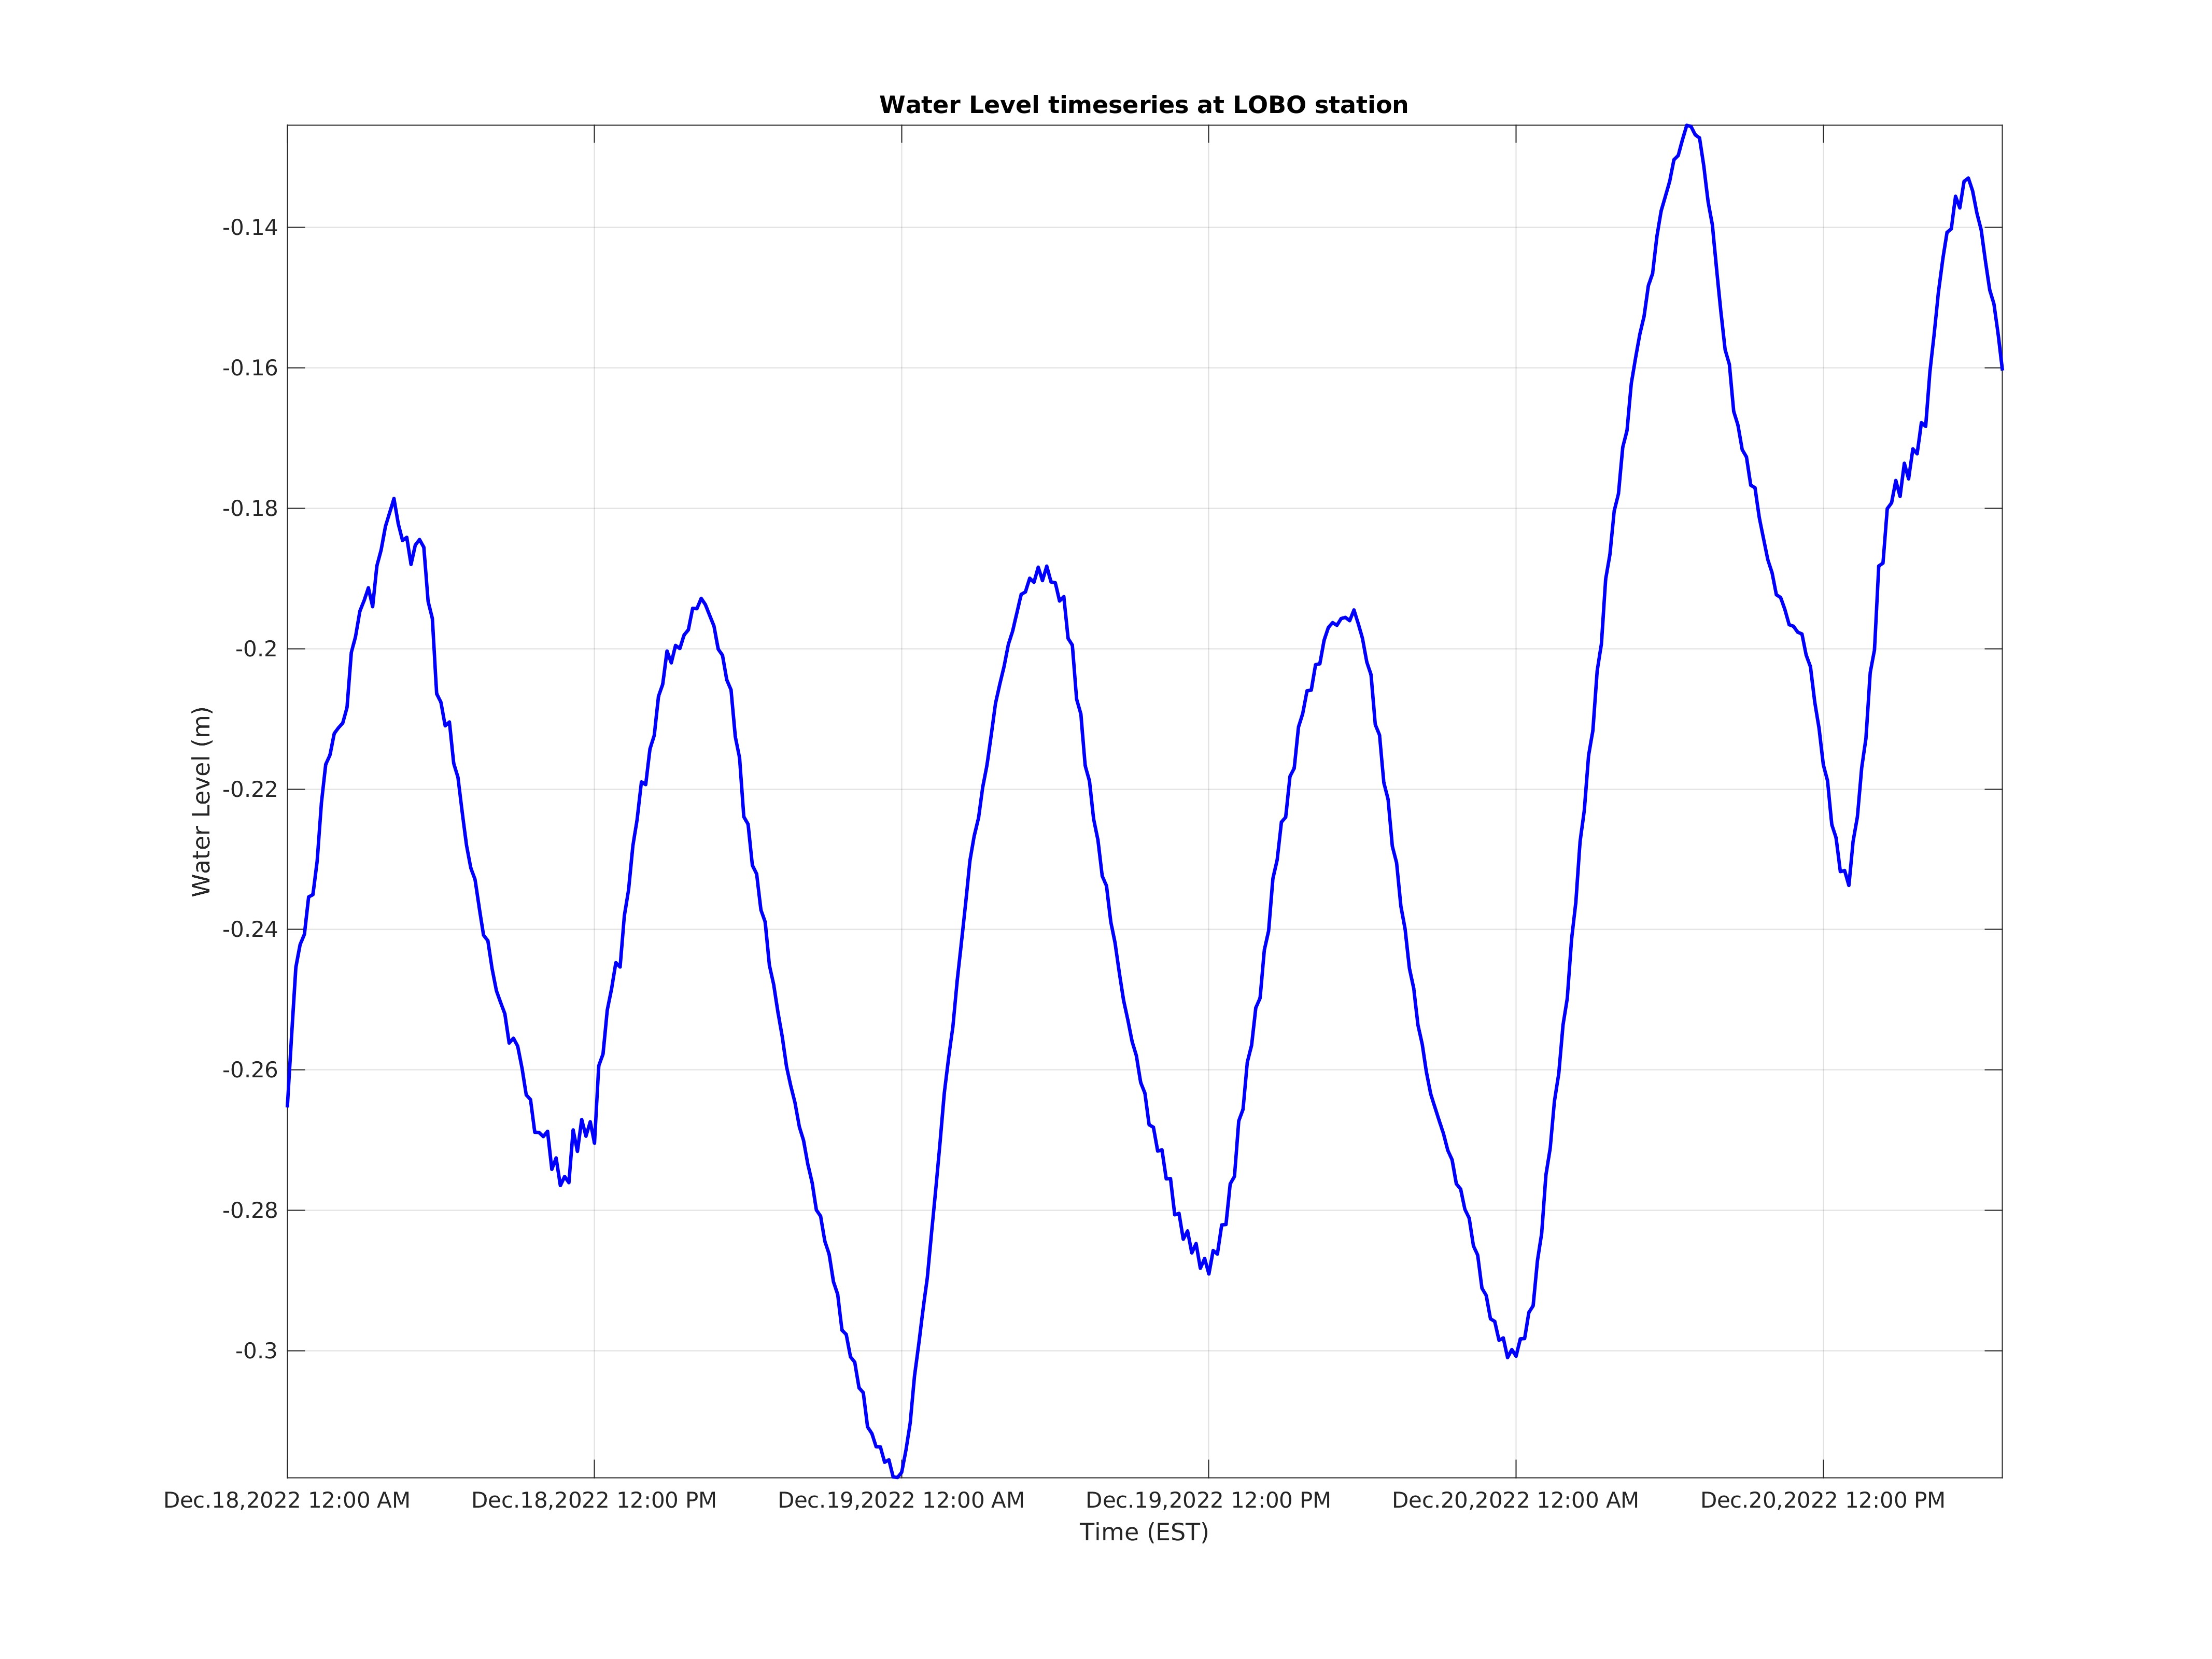 Water Level timeseries at LOBO station
-0.14
-0.16
-0.18
-0.2
-0.22
-0.24
-0.26
-0.28
-0.3
Water Level (m)
Dec.18,2022 12:00 AM Dec.18,2022 12:00 PM Dec.19,2022 12:00 AM Dec.19,2022 12:00 PM Dec.20,2022 12:00 AM Dec.20,2022 12:00 PM
Time (EST)